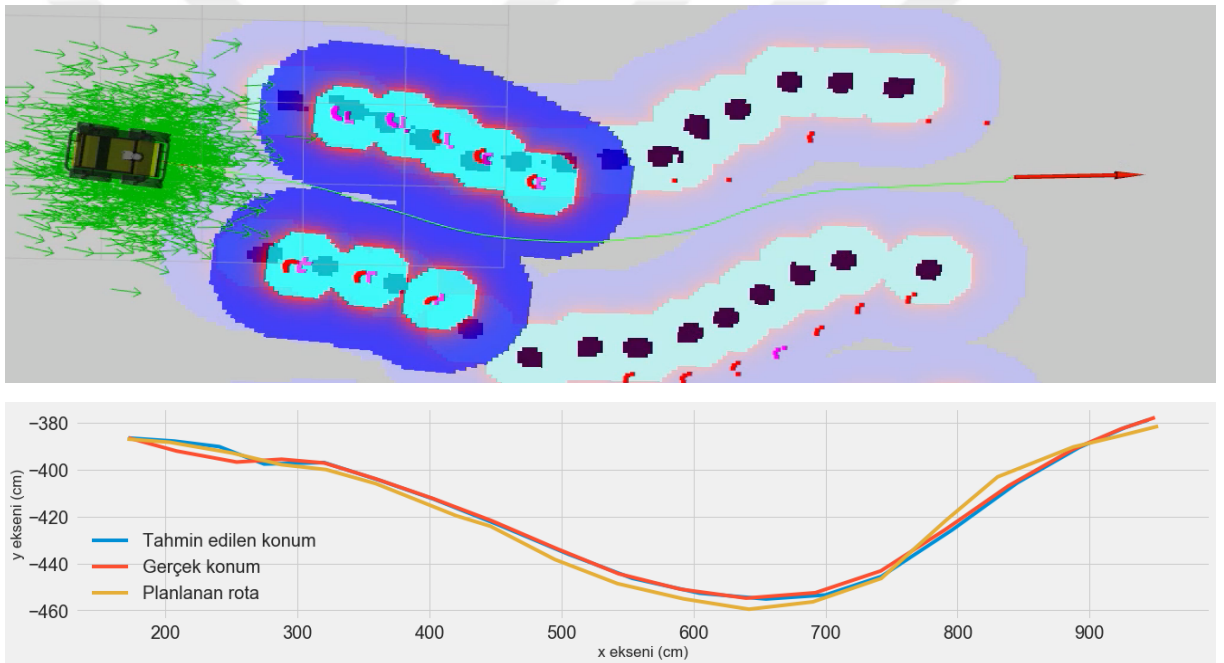 −380
−400
−420
−440
−460
y ekseni (cm)
Tahmin edilen konum
Gerçek konum
Planlanan rota
200 300 400 500 600 700 800 900
x ekseni (cm)